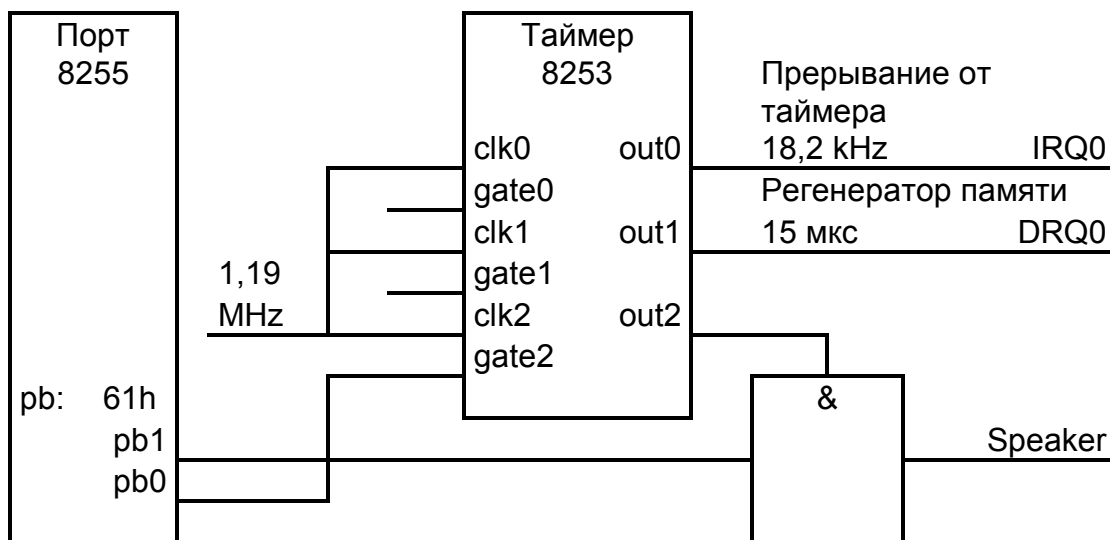 Порт
8255
Таймер
8253
Прерывание от
таймера
clk0 out0 18,2 kHz IRQ0
gate0 Регенератор памяти
clk1 out1 15 мкс DRQ0
1,19 gate1
MHz clk2 out2
gate2
pb: 61h &
pb1 Speaker
pb0